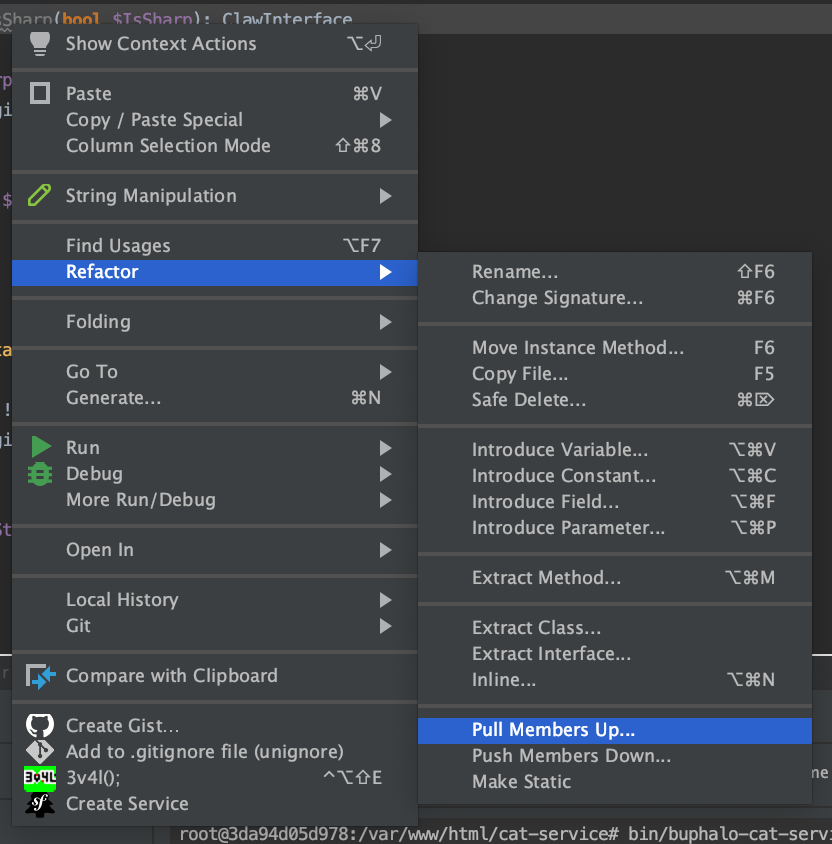 sSharp(bool $IsSharp): ClawInterface
Show Context Actions ⌥⏎
Paste ⌘V
Copy / Paste Special
Column Selection Mode ⇧⌘8
String Manipulation
$
Find Usages ⌥F7
Refactor
Folding
Go To
Generate... ⌘N
!
Run
Debug
More Run/Debug
Open In
Local History
Git
Compare with Clipboard
Create Gist...
Add to .gitignore file (unignore)
3v4l
3v4l(); ^⌥⇧E
sf
Create Service
Rename... ⇧F6
Change Signature... ⌘F6
Move Instance Method... F6
Copy File... F5
Safe Delete... ⌘⌦
Introduce Variable... ⌥⌘V
Introduce Constant... ⌥⌘C
Introduce Field... ⌥⌘F
Introduce Parameter... ⌥⌘P
Extract Method... ⌥⌘M
Extract Class...
Extract Interface...
Inline... ⌥⌘N
Pull Members Up...
Push Members Down...
Make Static
me
root@3da94d05d978:/var/www/html/cat-service# bin/buphalo-cat-servi